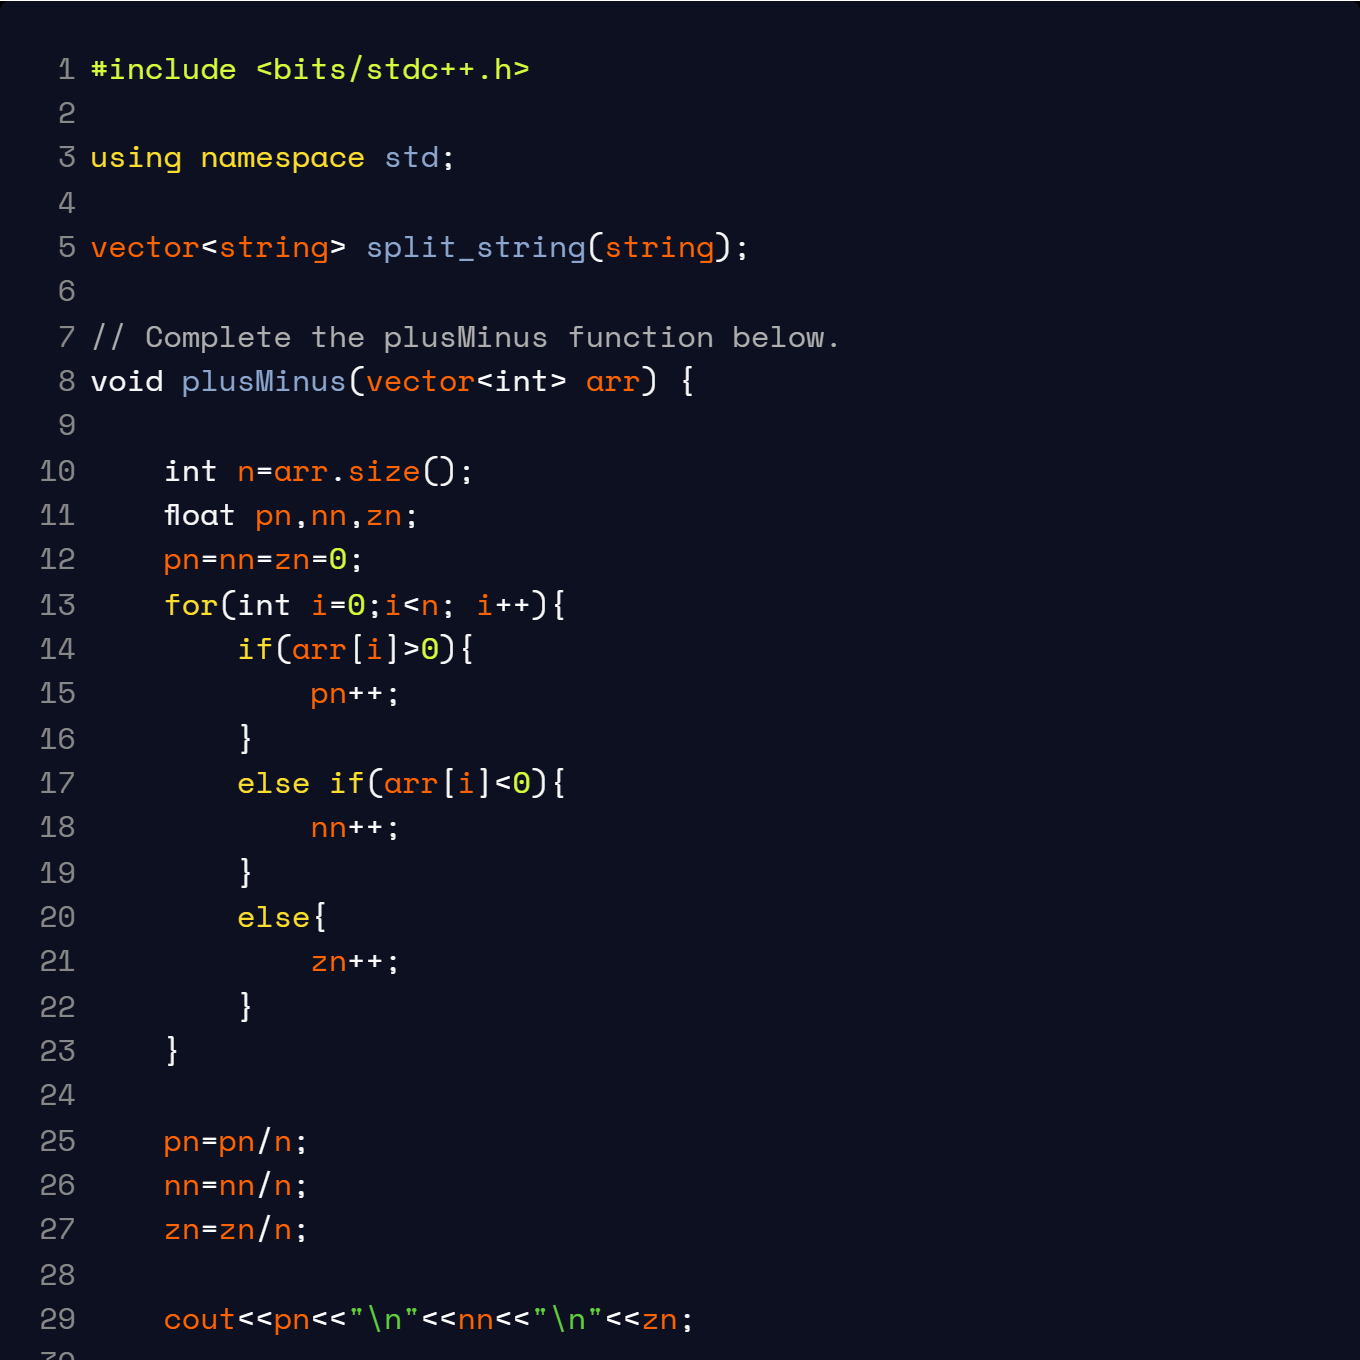 1 #include <bits/stdc++.h>
2
3 using namespace std;
4
5 vector<string> split_string(string);
6
7 // Complete the plusMinus function below.
8 void plusMinus(vector<int> arr) {
9
10     int n=arr.size();
11     float pn,nn,zn;
12     pn=nn=zn=0;
13     for(int i=0;i<n; i++){
14         if(arr[i]>0){
15             pn++;
16         }
17         else if(arr[i]<0){
18             nn++;
19         }
20         else{
21             zn++;
22         }
23     }
24
25     pn=pn/n;
26     nn=nn/n;
27     zn=zn/n;
28
29     cout<<pn<<"\n"<<nn<<"\n"<<zn;
30